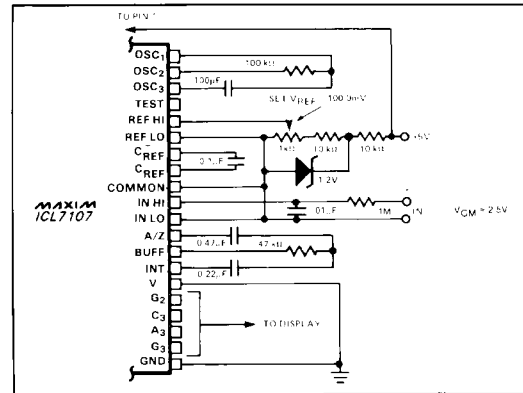 TO PIN 1
OSC1
100 kΩ
OSC2
OSC3
100pF
TEST
SET VREF
100.0mV
REF HI
REF LO
+5V
1kΩ
10 kΩ
10 kΩ
CREF
0.1µF
CREF
1.2V
COMMON
MAXIM
ICL7107
IN HI
+
IN LO
.01µF
1M
IN
VCM = 2.5V
A/Z
0.47µF
47 kΩ
BUFF
INT
0.22µF
V
G2
C3
TO DISPLAY
A3
G3
GND